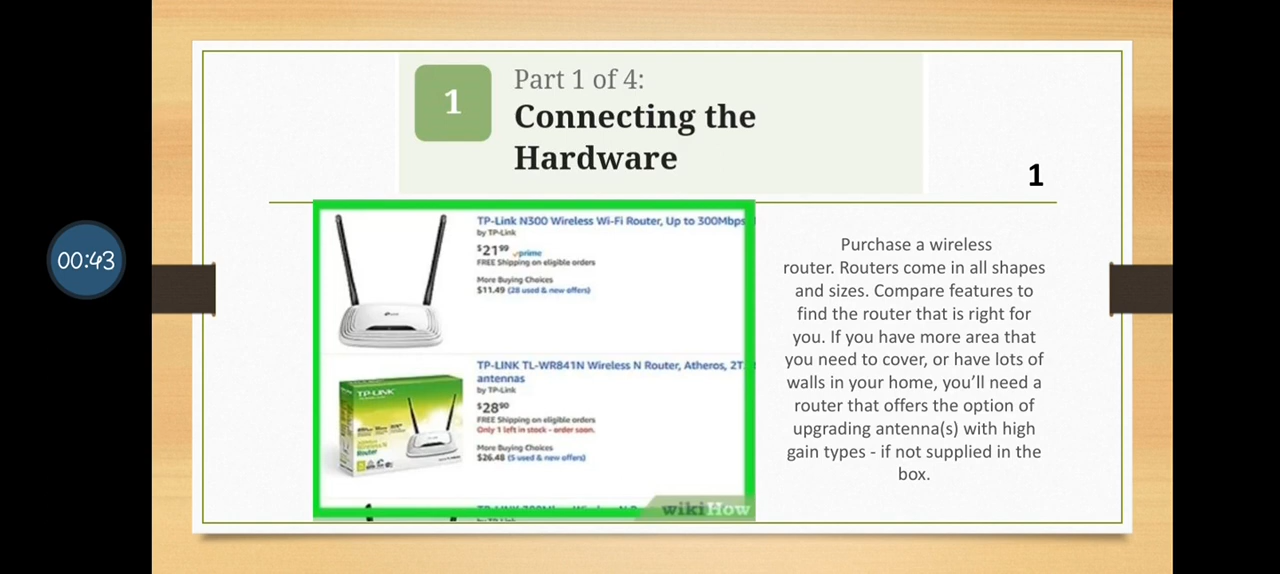 1
Part 1 of 4:
Connecting the
Hardware
1
00:43
TP-Link N300 Wireless Wi-Fi Router, Up to 300Mbps
by TP-Link
$21⁹⁹ prime
FREE Shipping on eligible orders
More Buying Choices
$11.49 (28 used & new offers)
TP-LINK TL-WR841N Wireless N Router, Atheros, 2T
antennas
by TP-Link
$28⁹⁰
FREE Shipping on eligible orders
Only 1 left in stock - order soon.
More Buying Choices
$26.48 (5 used & new offers)
TP-LINK
Wireless N
Router
wikiHow
Purchase a wireless
router. Routers come in all shapes
and sizes. Compare features to
find the router that is right for
you. If you have more area that
you need to cover, or have lots of
walls in your home, you’ll need a
router that offers the option of
upgrading antenna(s) with high
gain types - if not supplied in the
box.